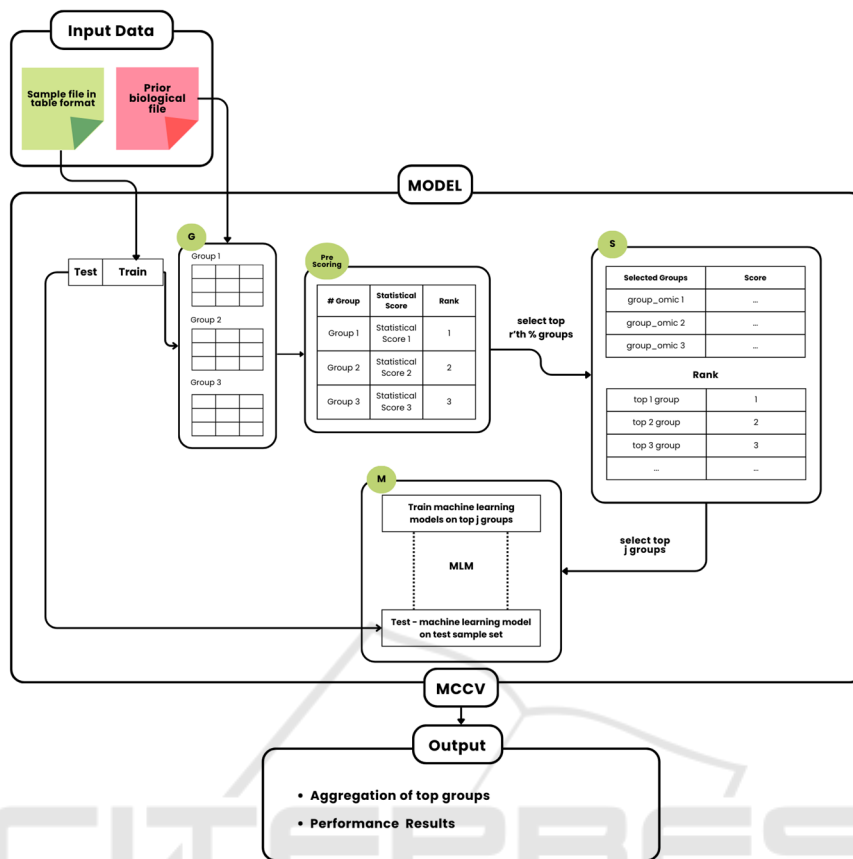 Input Data
Sample file in
table format
Prior
biological
file
MODEL
Test
Train
G
Group 1
Group 2
Group 3
Pre
Scoring
# Group
Statistical
Score
Rank
Group 1
Statistical
Score 1
1
Group 2
Statistical
Score 2
2
Group 3
Statistical
Score 3
3
select top
r'th % groups
S
Selected Groups
Score
group_omic 1
...
group_omic 2
...
group_omic 3
...
Rank
top 1 group
1
top 2 group
2
top 3 group
3
...
...
select top
j groups
M
Train machine learning
models on top j groups
MLM
Test - machine learning model
on test sample set
MCCV
Output
• Aggregation of top groups
• Performance Results